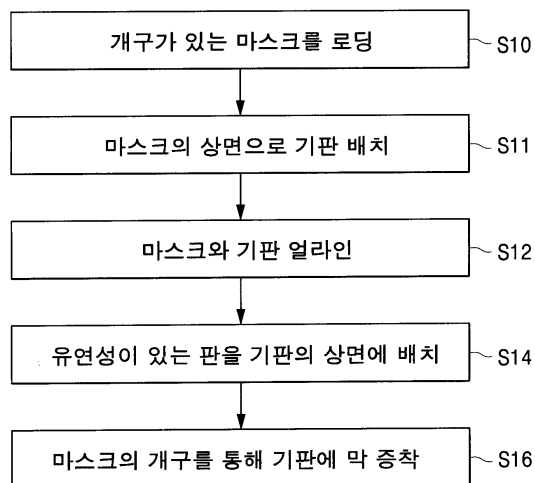 개구가 있는 마스크를 로딩 S10
마스크의 상면으로 기판 배치 S11
마스크와 기판 얼라인 S12
유연성이 있는 판을 기판의 상면에 배치 S14
마스크의 개구를 통해 기판에 막 증착 S16